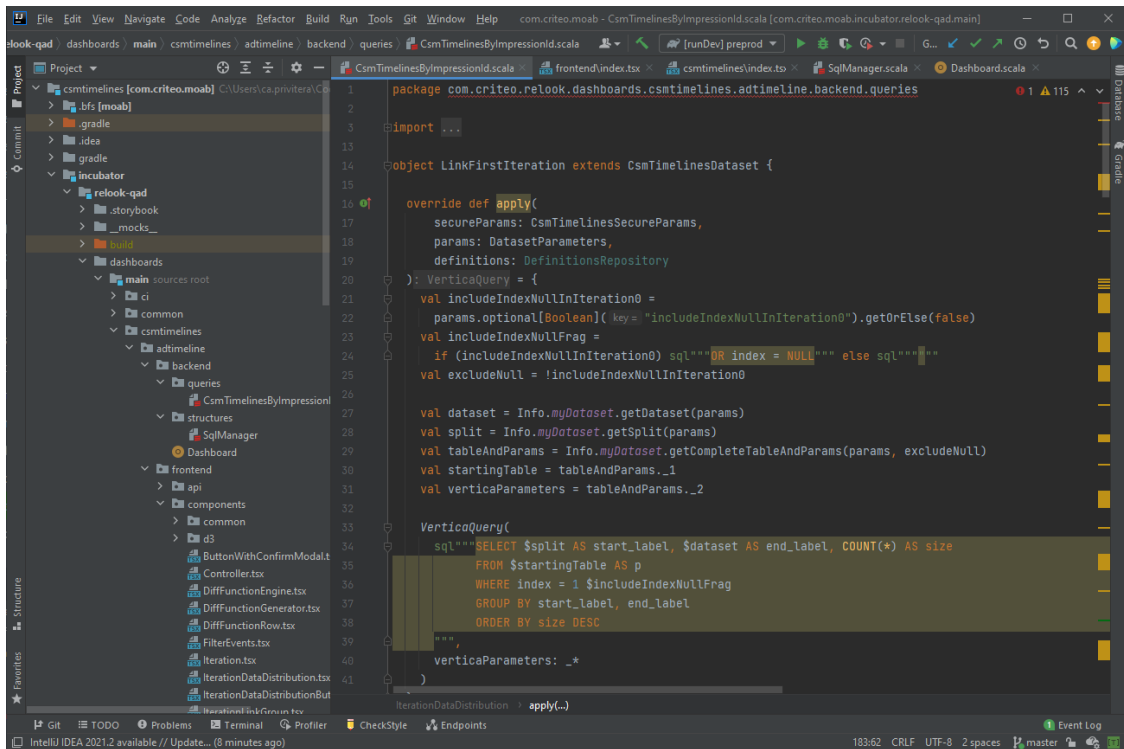 File Edit View Navigate Code Analyze Refactor Build Run Tools Git Window Help com.criteo.moab - CsmTimelinesByImpressionId.scala [com.criteo.moab.incubator.relook-qad.main]
elook-qad dashboards main csmtimelines adtimeline backend queries CsmTimelinesByImpressionId.scala [runDev] preprod G...
Project
CsmTimelinesByImpressionId.scala frontend\index.tsx csmtimelines\index.ts SqlManager.scala Dashboard.scala
Project
Commit
Structure
Favorites
csmtimelines [com.criteo.moab] C:\Users\ca.privitera\Co
.bfs [moab]
.gradle
.idea
gradle
incubator
relook-qad
.storybook
__mocks__
build
dashboards
main sources root
ci
common
csmtimelines
adtimeline
backend
queries
CsmTimelinesByImpressionI
structures
SqlManager
Dashboard
frontend
api
components
common
d3
ButtonWithConfirmModal.t
Controller.tsx
DiffFunctionEngine.tsx
DiffFunctionGenerator.tsx
DiffFunctionRow.tsx
FilterEvents.tsx
Iteration.tsx
IterationDataDistribution.tsx
IterationDataDistributionBut
IterationLinkGroup.tsx
1 package com.criteo.relook.dashboards.csmtimelines.adtimeline.backend.queries
2
3 import ...
13
14 object LinkFirstIteration extends CsmTimelinesDataset {
15
16 override def apply(
17 secureParams: CsmTimelinesSecureParams,
18 params: DatasetParameters,
19 definitions: DefinitionsRepository
20 ): VerticaQuery = {
21 val includeIndexNullInIteration0 =
22 params.optional[Boolean]( key = "includeIndexNullInIteration0").getOrElse(false)
23 val includeIndexNullFrag =
24 if (includeIndexNullInIteration0) sql"""OR index = NULL""" else sql""""""
25 val excludeNull = !includeIndexNullInIteration0
26
27 val dataset = Info.myDataset.getDataset(params)
28 val split = Info.myDataset.getSplit(params)
29 val tableAndParams = Info.myDataset.getCompleteTableAndParams(params, excludeNull)
30 val startingTable = tableAndParams._1
31 val verticaParameters = tableAndParams._2
32
33 VerticaQuery(
34 sql"""SELECT $split AS start_label, $dataset AS end_label, COUNT(*) AS size
35 FROM $startingTable AS p
36 WHERE index = 1 $includeIndexNullFrag
37 GROUP BY start_label, end_label
38 ORDER BY size DESC
39 """,
40 verticaParameters: _*
41 )
1 115
Database
Gradle
IterationDataDistribution apply(...)
Git TODO Problems Terminal Profiler CheckStyle Endpoints 1 Event Log
IntelliJ IDEA 2021.2 available // Update... (8 minutes ago) 183:62 CRLF UTF-8 2 spaces master